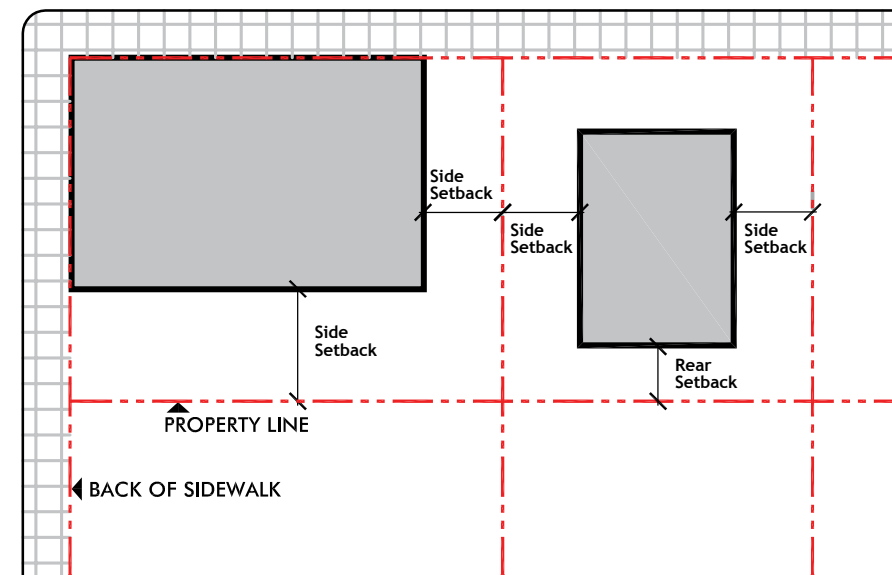 Side
Setback
Side
Setback
Side
Setback
Side
Setback
Rear
Setback
PROPERTY LINE
BACK OF SIDEWALK